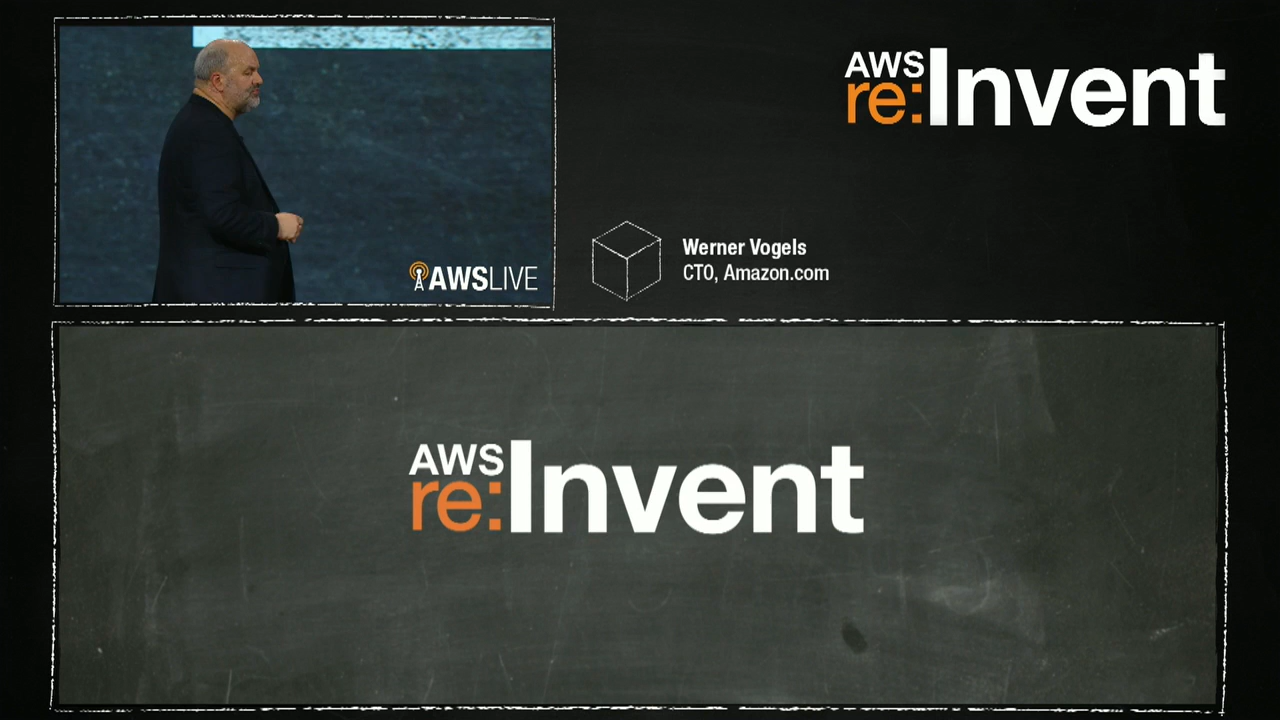 AWS
re:Invent
AWSLIVE
Werner Vogels
CTO, Amazon.com
AWS
re:Invent